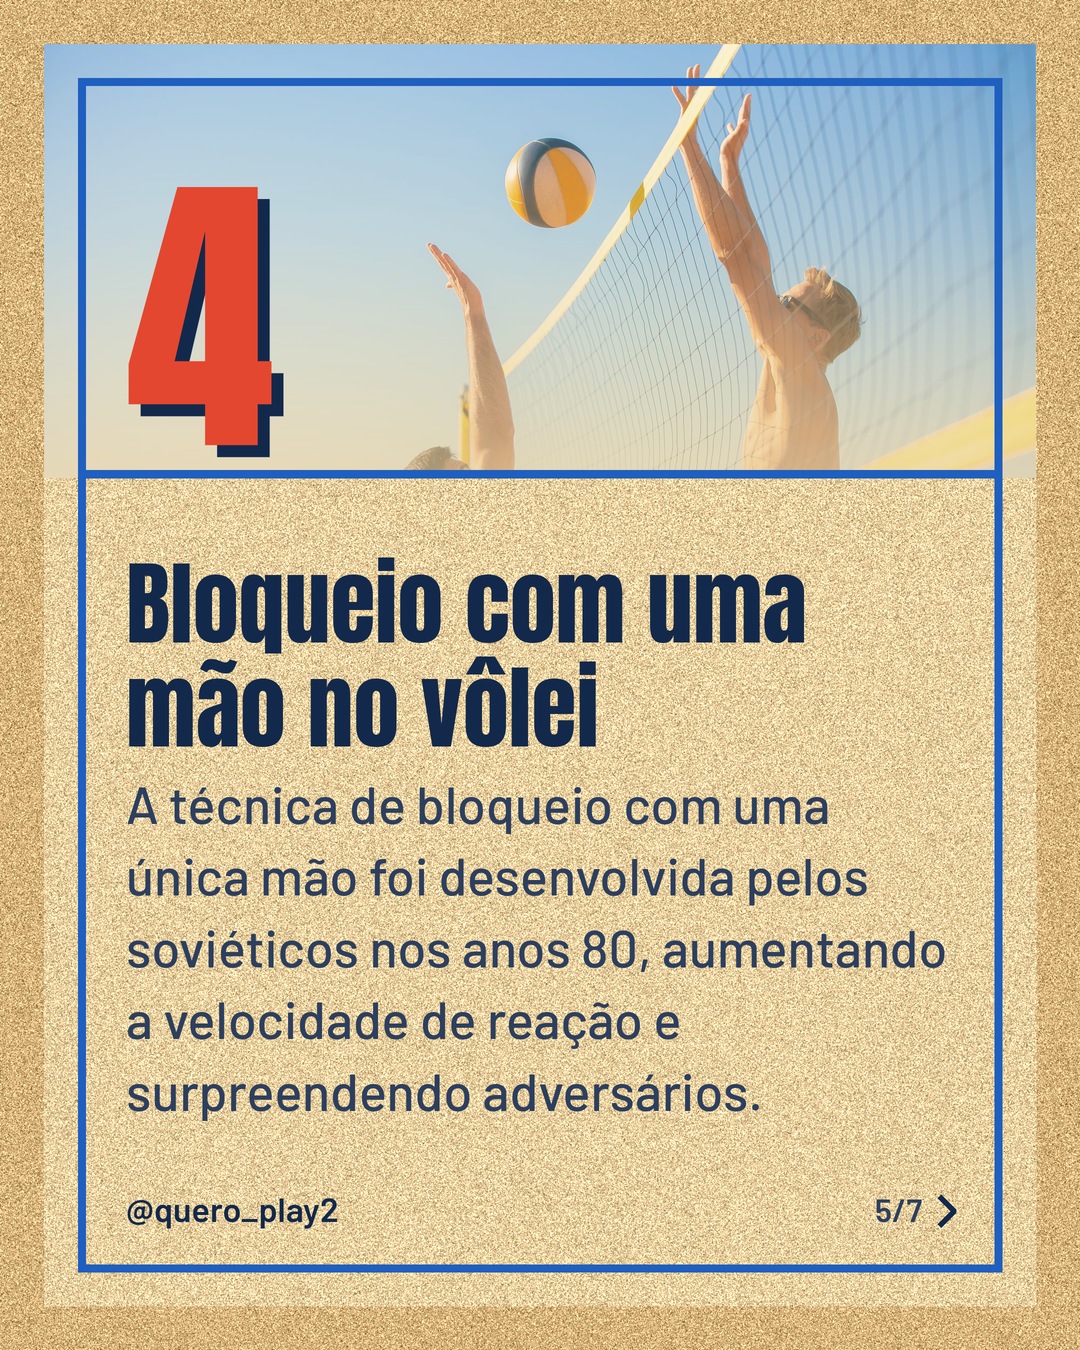 4
Bloqueio com uma
mão no vôlei
A técnica de bloqueio com uma
única mão foi desenvolvida pelos
soviéticos nos anos 80, aumentando
a velocidade de reação e
surpreendendo adversários.
@quero_play2
5/7